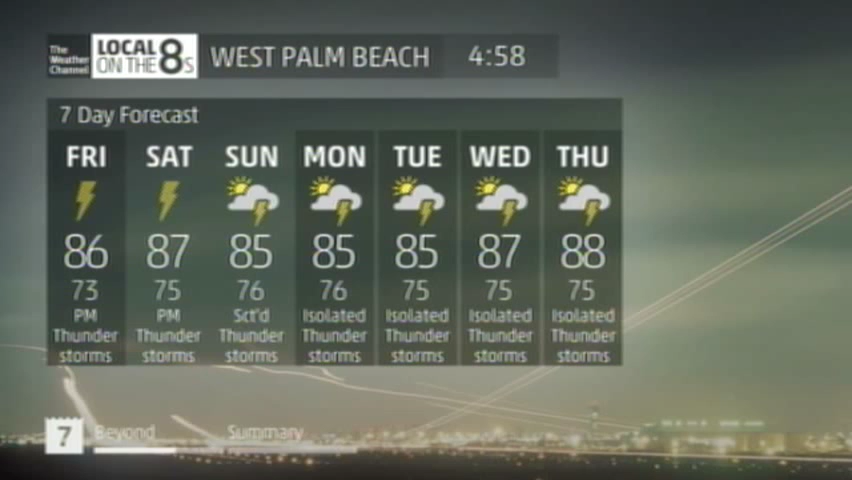 The Weather Channel LOCAL ON THE 8s WEST PALM BEACH 4:58
7 Day Forecast
FRI SAT SUN MON TUE WED THU
86 87 85 85 85 87 88
73 75 76 76 75 75 75
PM PM Sct'd Isolated Isolated Isolated Isolated
Thunder Thunder Thunder Thunder Thunder Thunder Thunder
storms storms storms storms storms storms storms
7 Beyond Summary